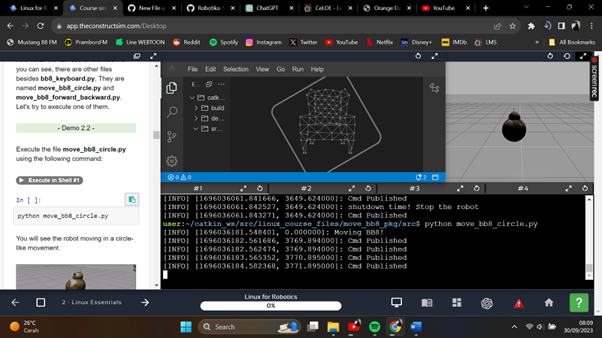 Linux for
Course sim
New File
Robotika
ChatGPT
CeLOE
Orange D
YouTube
app.theconstructsim.com/Desktop
Mustang 88 FM
PramborsFM
Line WEBTOON
Reddit
Spotify
Instagram
Twitter
YouTube
Netflix
Disney+
IMDb
LMS
All Bookmarks
you can see, there are other files
besides bb8_keyboard.py. They are
named move_bb8_circle.py and
move_bb8_forward_backward.py.
Let's try to execute one of them.
- Demo 2.2 -
Execute the file move_bb8_circle.py
using the following command:
Execute in Shell #1
In [ ]:
python move_bb8_circle.py
You will see the robot moving in a circle-
like movement.
File Edit Selection View Go Run Help
catk...
build
de...
sr...
0 0
2
screenrec
#1 #2 #3 #4
[INFO] [1696036061.841666, 3649.624000]: Cmd Published
[INFO] [1696036061.842527, 3649.624000]: shutdown time! Stop the robot
[INFO] [1696036061.843271, 3649.624000]: Cmd Published
user:~/catkin_ws/src/linux_course_files/move_bb8_pkg/src$ python move_bb8_circle.py
[INFO] [1696036181.548401, 0.000000]: Moving BB8!
[INFO] [1696036182.561686, 3769.894000]: Cmd Published
[INFO] [1696036182.562474, 3769.894000]: Cmd Published
[INFO] [1696036183.565352, 3770.895000]: Cmd Published
[INFO] [1696036184.582368, 3771.895000]: Cmd Published
2 - Linux Essentials
Linux for Robotics
0%
?
26°C
Cerah
Search
08:09
30/09/2023